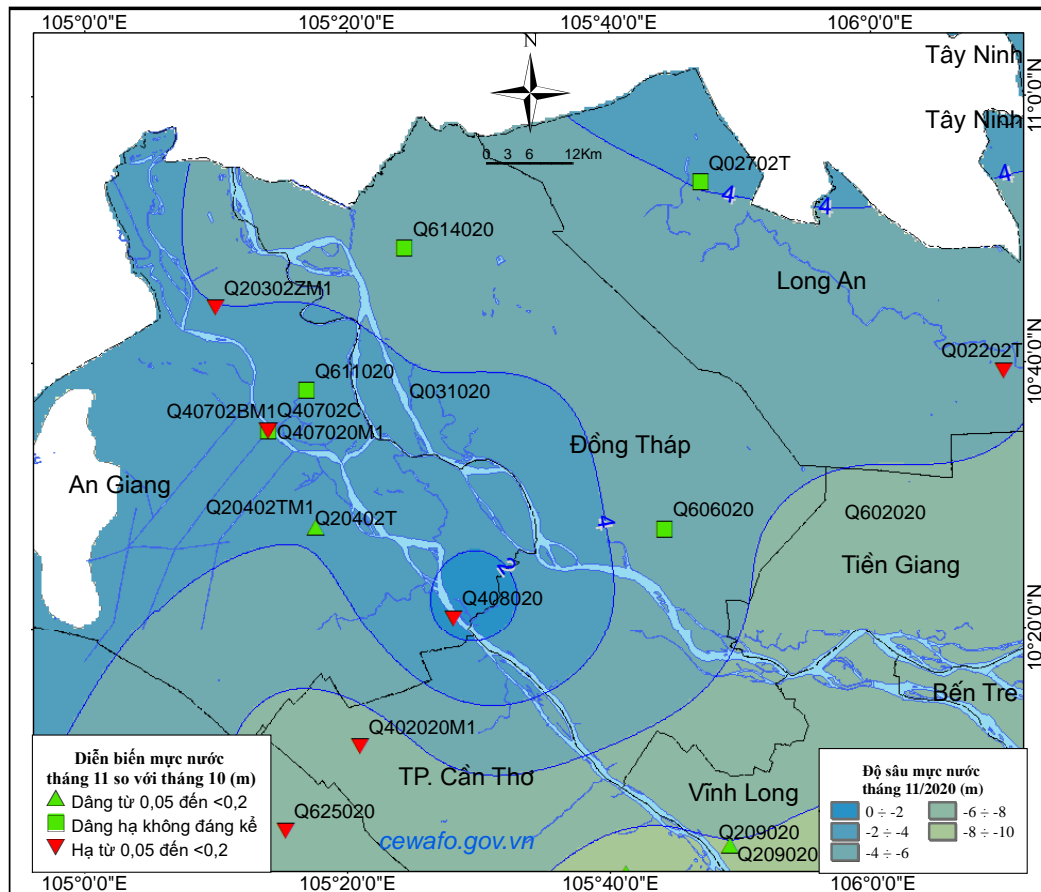 105°0'0"E 105°20'0"E 105°40'0"E 106°0'0"E
N
Tây Ninh
11°0'0"N
Tây Ninh
0 3 6 12Km
Q02702T
4
4
4
Q614020
Long An
Q20302ZM1
Q02202T
10°40'0"N
Q611020
Q031020
Q40702BM1 Q40702C
Q407020M1
Đồng Tháp
An Giang
Q20402TM1
Q20402T
4
Q606020
Q602020
Tiền Giang
2
Q408020
10°20'0"N
Bến Tre
Q402020M1
TP. Cần Thơ
Vĩnh Long
Q625020
cewafo.gov.vn
Q209020
Q209020
Diễn biến mực nước
tháng 11 so với tháng 10 (m)
Dâng từ 0,05 đến <0,2
Dâng hạ không đáng kể
Hạ từ 0,05 đến <0,2
Độ sâu mực nước
tháng 11/2020 (m)
0 ÷ -2
-2 ÷ -4
-4 ÷ -6
-6 ÷ -8
-8 ÷ -10
105°0'0"E 105°20'0"E 105°40'0"E 106°0'0"E